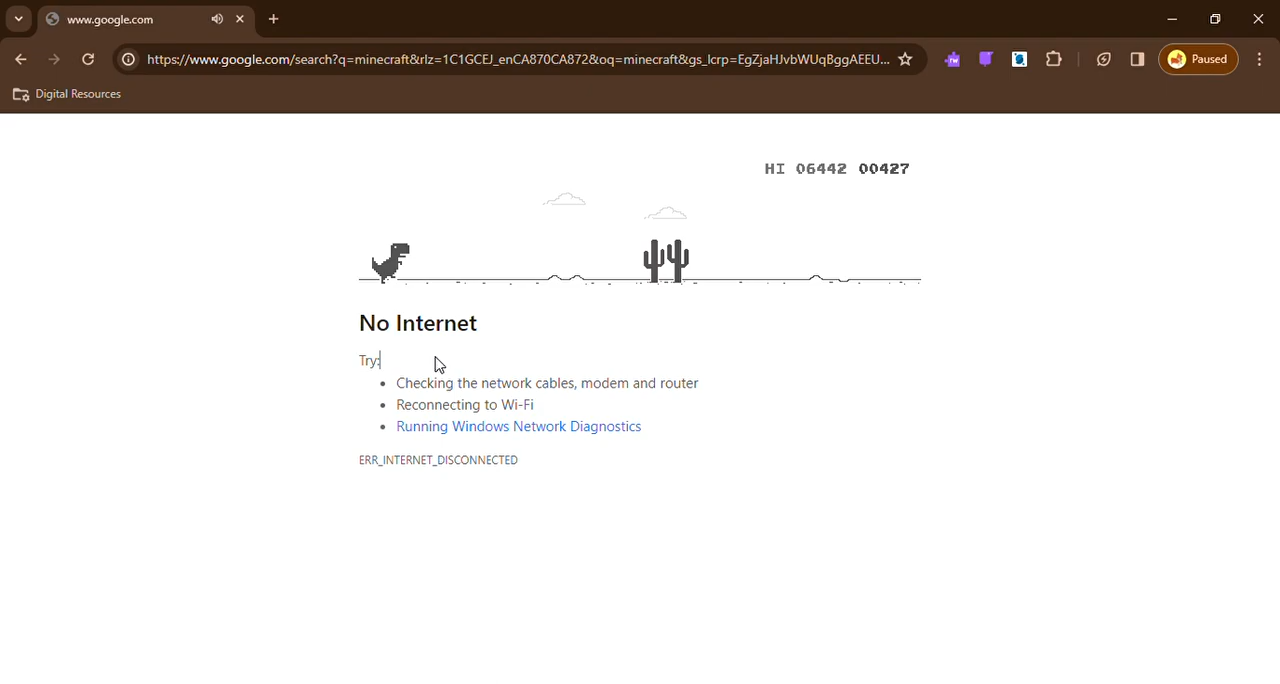 www.google.com
https://www.google.com/search?q=minecraft&rlz=1C1GCEJ_enCA870CA872&oq=minecraft&gs_lcrp=EgZjaHJvbWUqBggAEEU...
rw
Paused
Digital Resources
HI 06442 00427
No Internet
Try:
Checking the network cables, modem and router
Reconnecting to Wi-Fi
Running Windows Network Diagnostics
ERR_INTERNET_DISCONNECTED